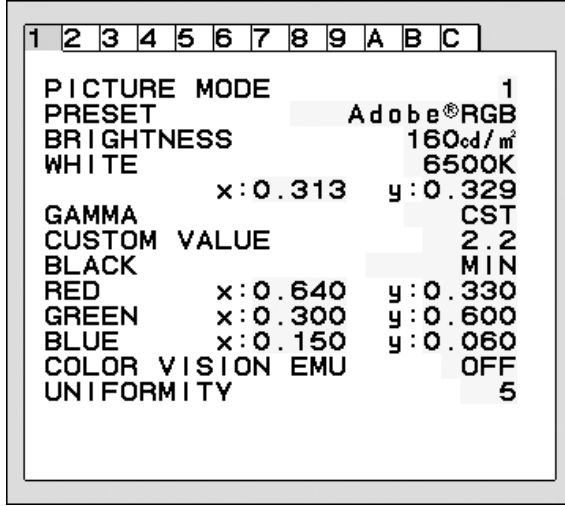 1 2 3 4 5 6 7 8 9 A B C
PICTURE MODE 1
PRESET Adobe®RGB
BRIGHTNESS 160cd/㎡
WHITE 6500K
x:0.313 y:0.329
GAMMA CST
CUSTOM VALUE 2.2
BLACK MIN
RED x:0.640 y:0.330
GREEN x:0.300 y:0.600
BLUE x:0.150 y:0.060
COLOR VISION EMU OFF
UNIFORMITY 5